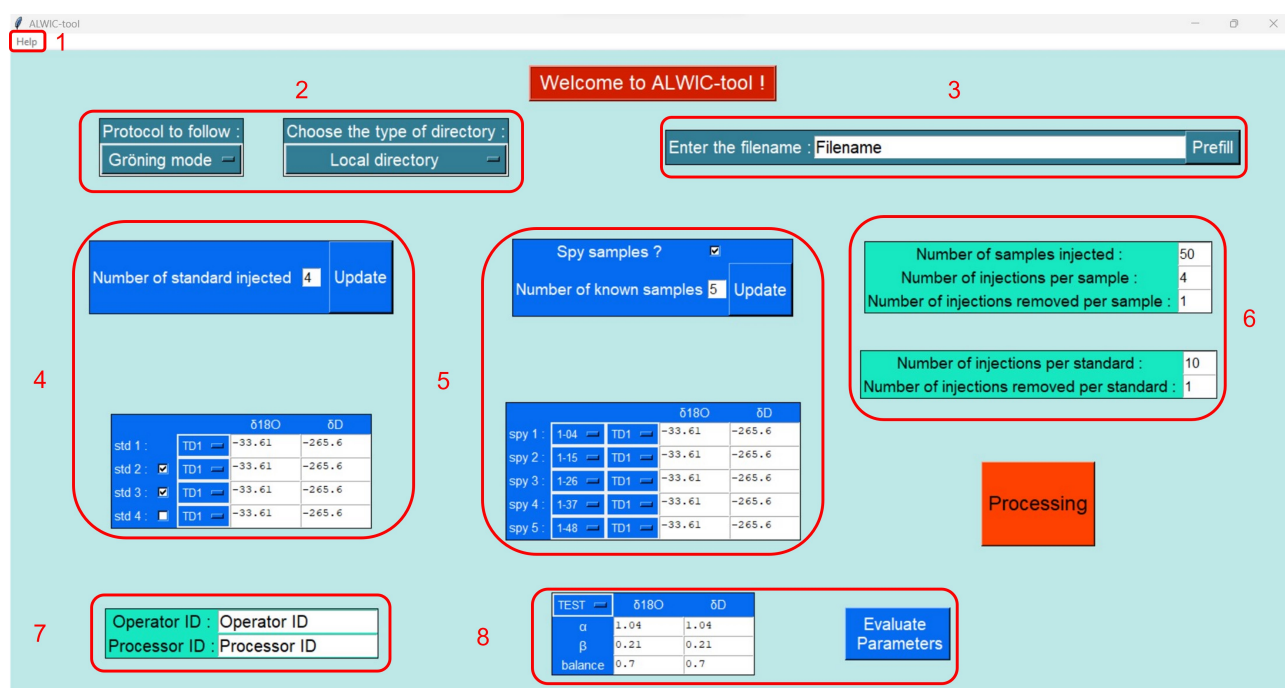 ALWIC-tool
Help
1
Welcome to ALWIC-tool !
2
3
Protocol to follow :
Gröning mode
Choose the type of directory :
Local directory
Enter the filename : Filename Prefill
4
Number of standard injected 4 Update
δ18O δD
std 1 : TD1 -33.61 -265.6
std 2 : TD1 -33.61 -265.6
std 3 : TD1 -33.61 -265.6
std 4 : TD1 -33.61 -265.6
5
Spy samples ?
Number of known samples 5 Update
δ18O δD
spy 1 : 1-04 TD1 -33.61 -265.6
spy 2 : 1-15 TD1 -33.61 -265.6
spy 3 : 1-26 TD1 -33.61 -265.6
spy 4 : 1-37 TD1 -33.61 -265.6
spy 5 : 1-48 TD1 -33.61 -265.6
6
Number of samples injected : 50
Number of injections per sample : 4
Number of injections removed per sample : 1
Number of injections per standard : 10
Number of injections removed per standard : 1
Processing
7
Operator ID : Operator ID
Processor ID : Processor ID
8
TEST δ18O δD
α 1.04 1.04
β 0.21 0.21
balance 0.7 0.7
Evaluate
Parameters